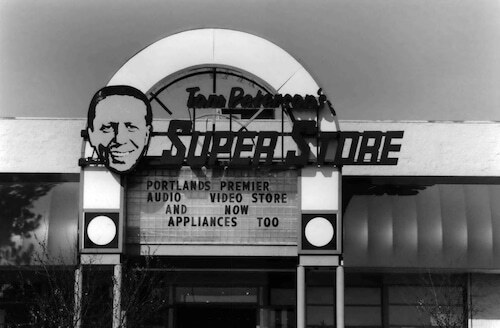 Tom Peterson's
SUPER STORE
PORTLANDS PREMIER
AUDIO VIDEO STORE
AND NOW
APPLIANCES TOO